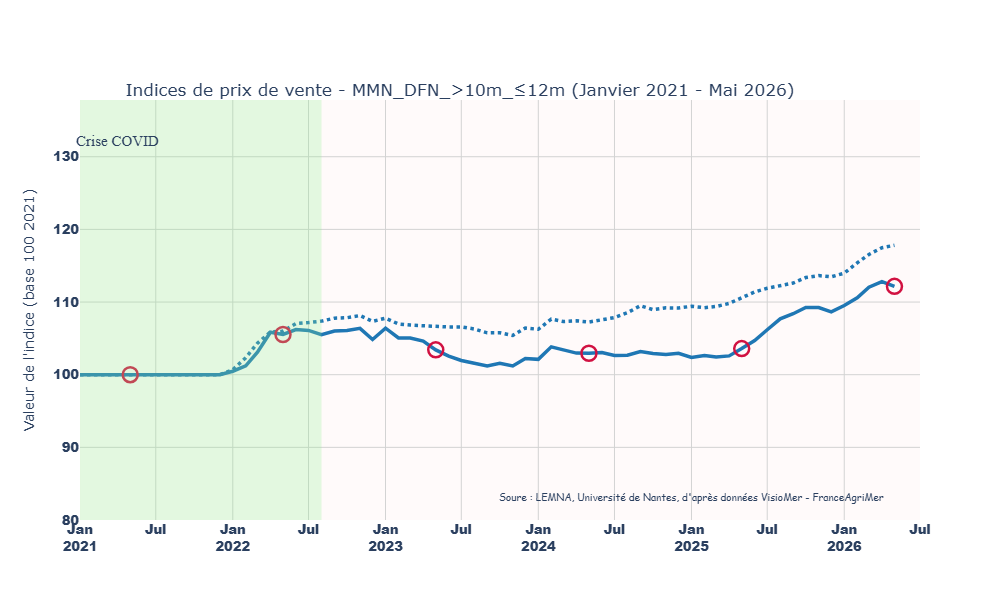 Indices de prix de vente - MMN_DFN_>10m_≤12m (Janvier 2021 - Mai 2026)
Crise COVID
Valeur de l'indice (base 100 2021)
130
120
110
100
90
80
Soure : LEMNA, Université de Nantes, d'après données VisioMer - FranceAgriMer
Jan Jul Jan Jul Jan Jul Jan Jul Jan Jul Jan Jul
2021 2022 2023 2024 2025 2026